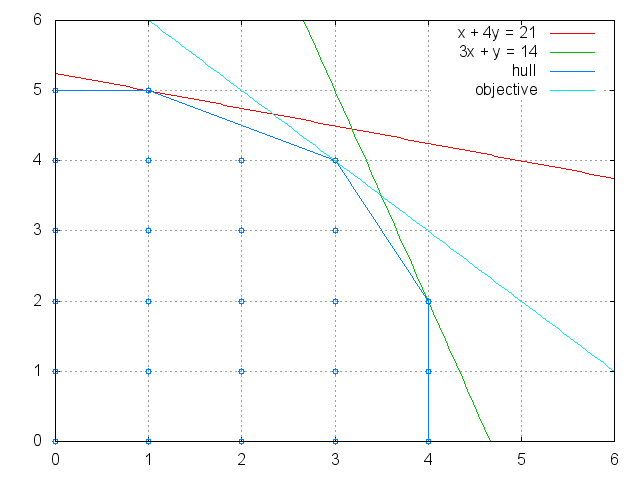 6
5
4
3
2
1
0
0 1 2 3 4 5 6
x + 4y = 21
3x + y = 14
hull
objective